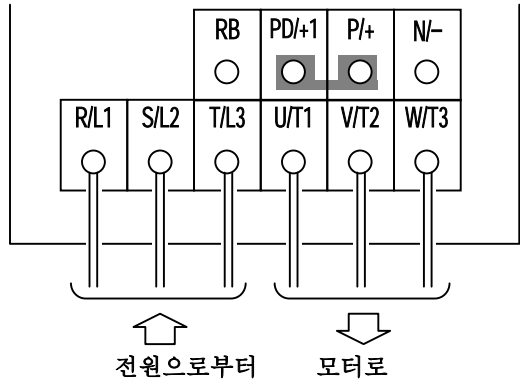 RB PD/+1 P/+ N/−
R/L1 S/L2 T/L3 U/T1 V/T2 W/T3
전원으로부터 모터로